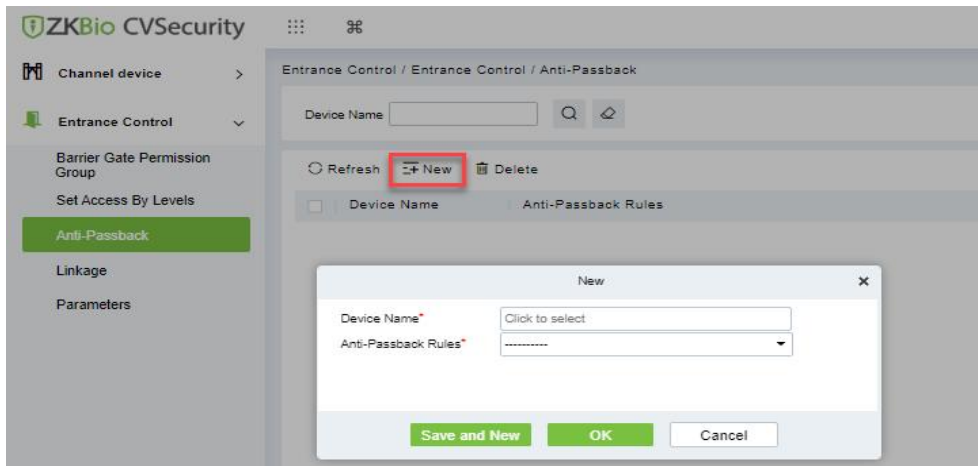 ZKBio CVSecurity
Channel device
Entrance Control / Entrance Control / Anti-Passback
Entrance Control
Device Name
Barrier Gate Permission
Group
Refresh New Delete
Set Access By Levels
Device Name Anti-Passback Rules
Anti-Passback
Linkage
Parameters
New
Device Name* Click to select
Anti-Passback Rules* ----------
Save and New OK Cancel